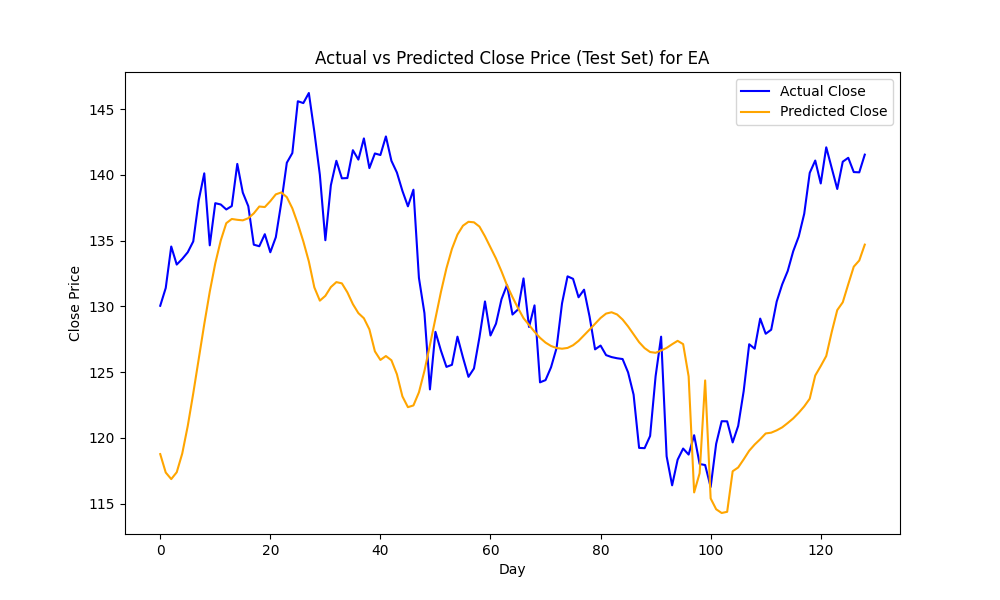 Actual vs Predicted Close Price (Test Set) for EA
Actual Close
Predicted Close
Close Price
145
140
135
130
125
120
115
0 20 40 60 80 100 120
Day